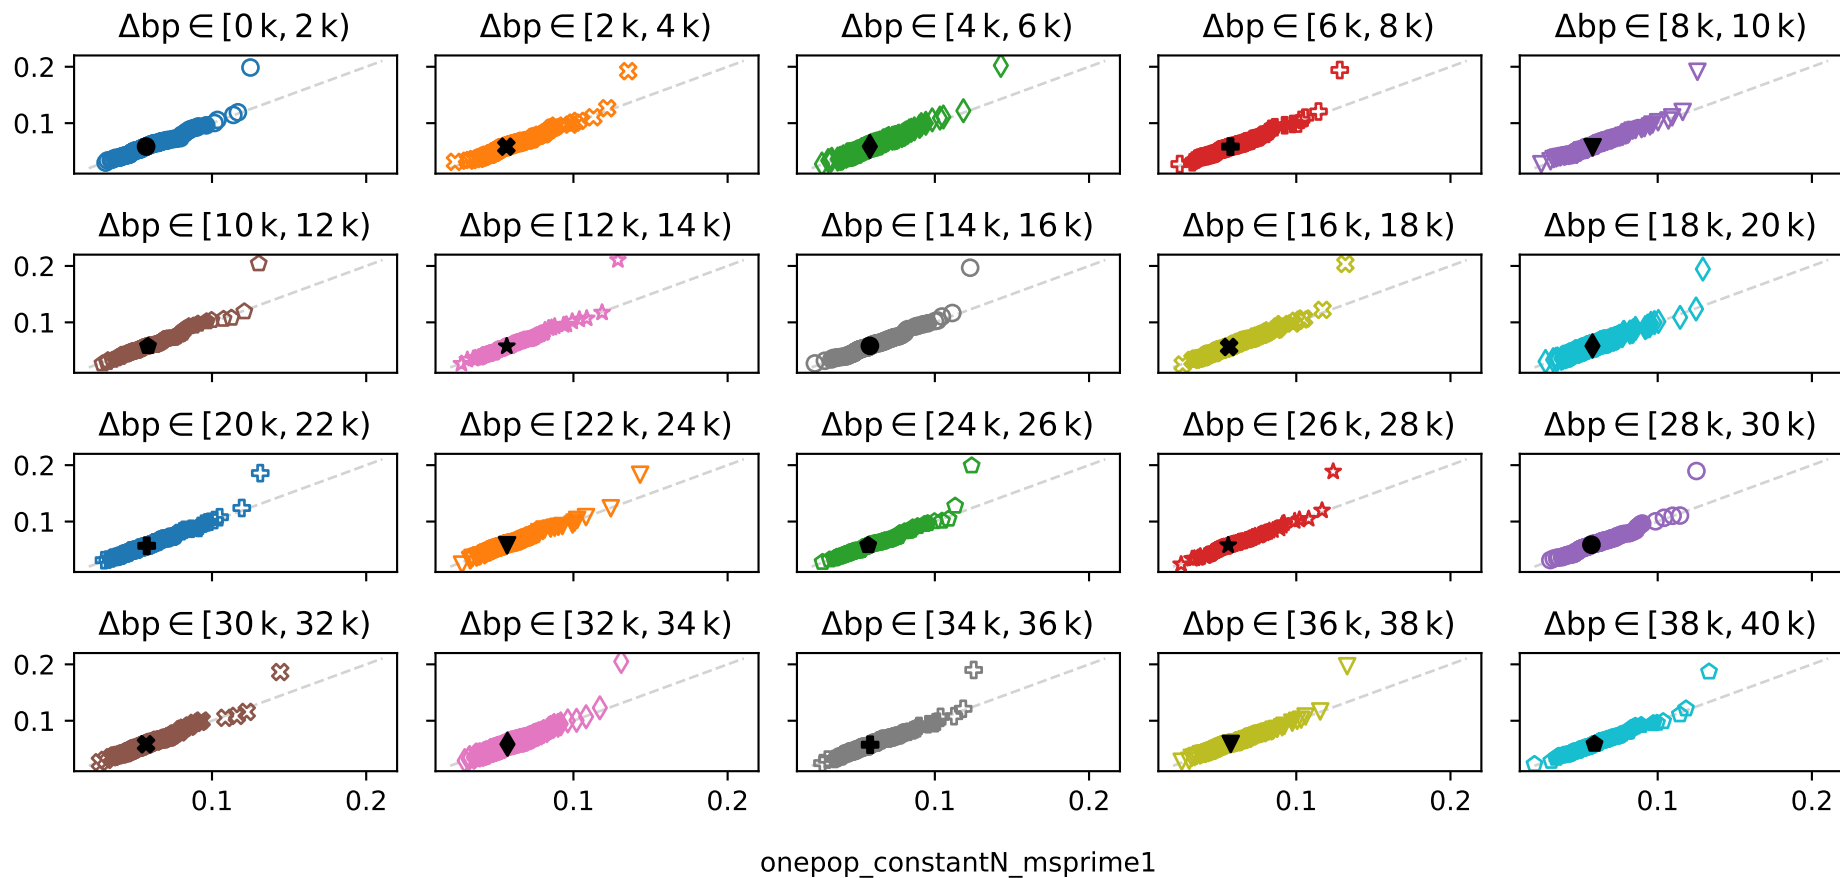 Δbp ∈ [0 k, 2 k) Δbp ∈ [2 k, 4 k) Δbp ∈ [4 k, 6 k) Δbp ∈ [6 k, 8 k) Δbp ∈ [8 k, 10 k)
0.2
0.1
0.1 0.2
Δbp ∈ [10 k, 12 k) Δbp ∈ [12 k, 14 k) Δbp ∈ [14 k, 16 k) Δbp ∈ [16 k, 18 k) Δbp ∈ [18 k, 20 k)
0.2
0.1
Δbp ∈ [20 k, 22 k) Δbp ∈ [22 k, 24 k) Δbp ∈ [24 k, 26 k) Δbp ∈ [26 k, 28 k) Δbp ∈ [28 k, 30 k)
0.2
0.1
Δbp ∈ [30 k, 32 k) Δbp ∈ [32 k, 34 k) Δbp ∈ [34 k, 36 k) Δbp ∈ [36 k, 38 k) Δbp ∈ [38 k, 40 k)
0.2
0.1
0.1 0.2 0.1 0.2 0.1 0.2 0.1 0.2 0.1 0.2
onepop_constantN_msprime1